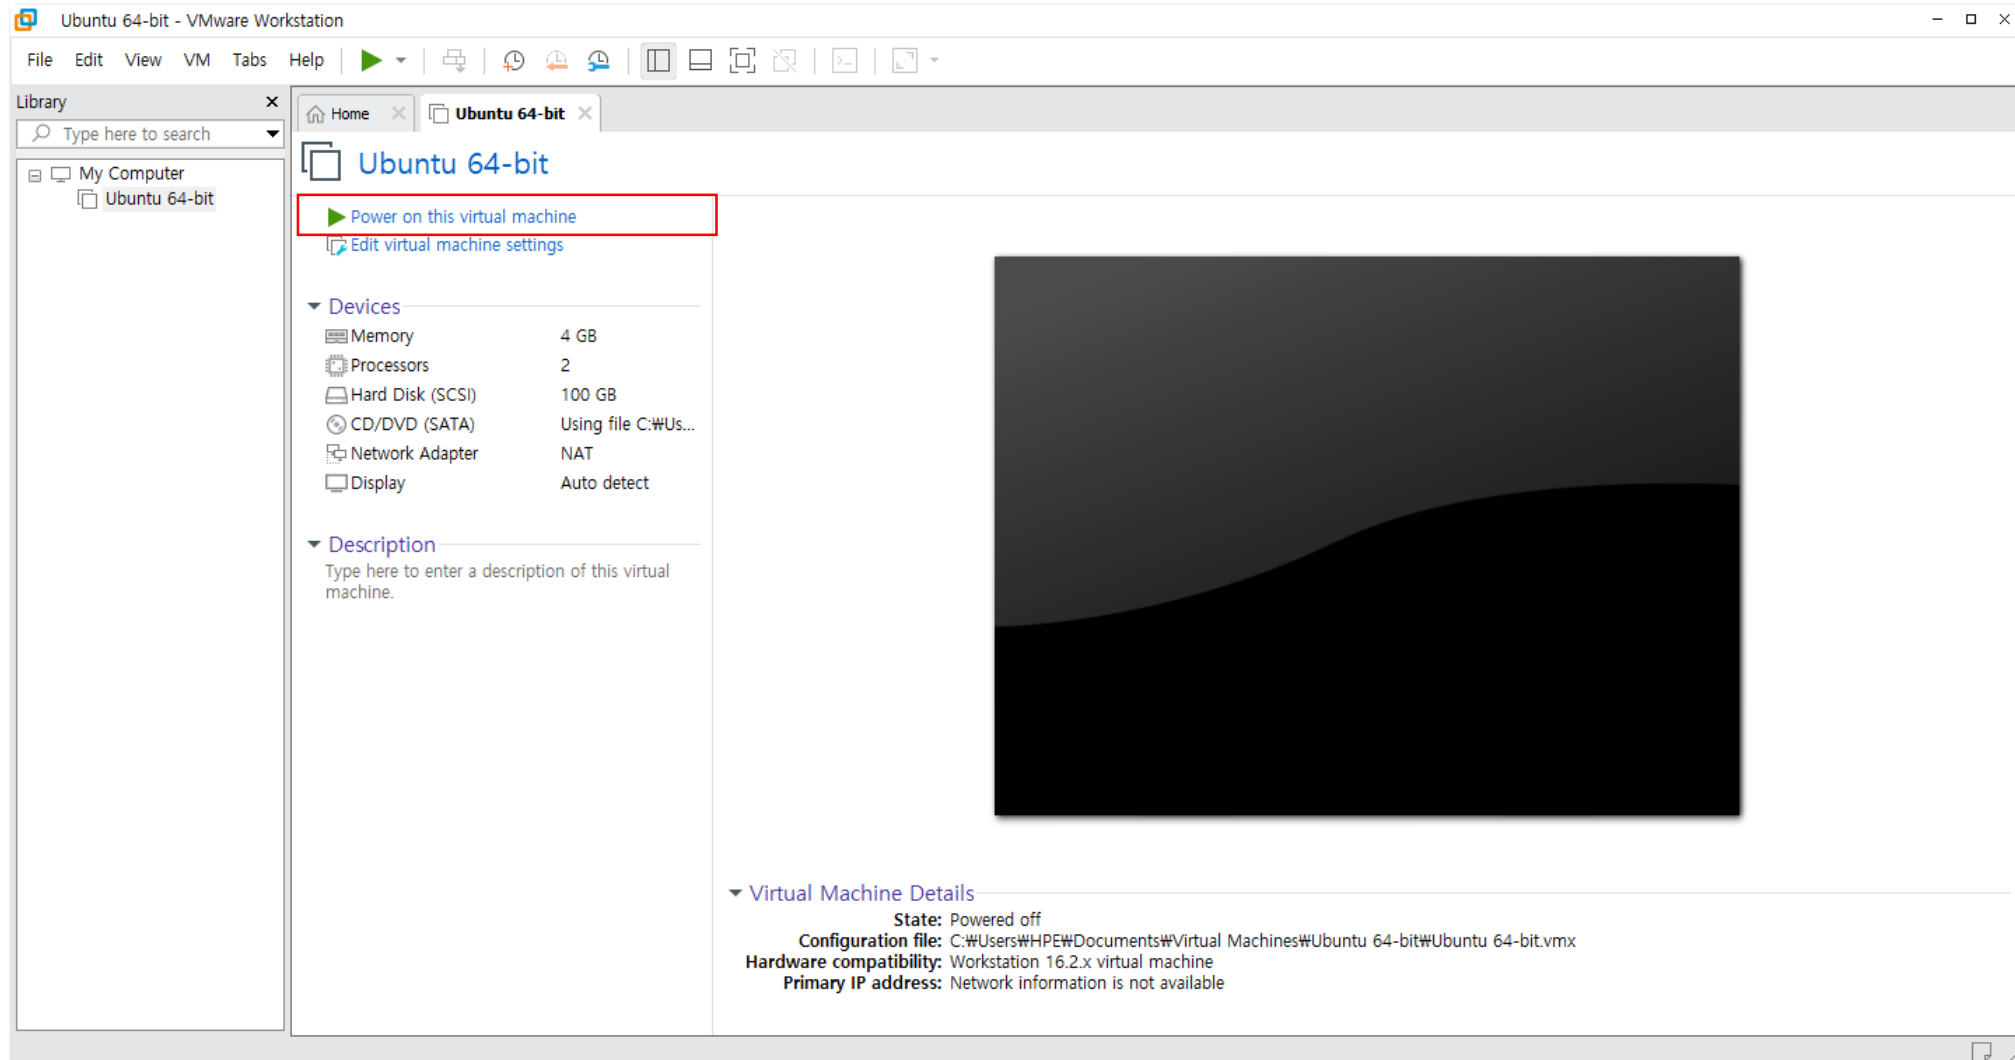 Ubuntu 64-bit - VMware Workstation
File Edit View VM Tabs Help
Library
Type here to search
My Computer
Ubuntu 64-bit
Home
Ubuntu 64-bit
Ubuntu 64-bit
Power on this virtual machine
Edit virtual machine settings
Devices
Memory 4 GB
Processors 2
Hard Disk (SCSI) 100 GB
CD/DVD (SATA) Using file C:₩Us...
Network Adapter NAT
Display Auto detect
Description
Type here to enter a description of this virtual
machine.
Virtual Machine Details
State: Powered off
Configuration file: C:₩Users₩HPE₩Documents₩Virtual Machines₩Ubuntu 64-bit₩Ubuntu 64-bit.vmx
Hardware compatibility: Workstation 16.2.x virtual machine
Primary IP address: Network information is not available